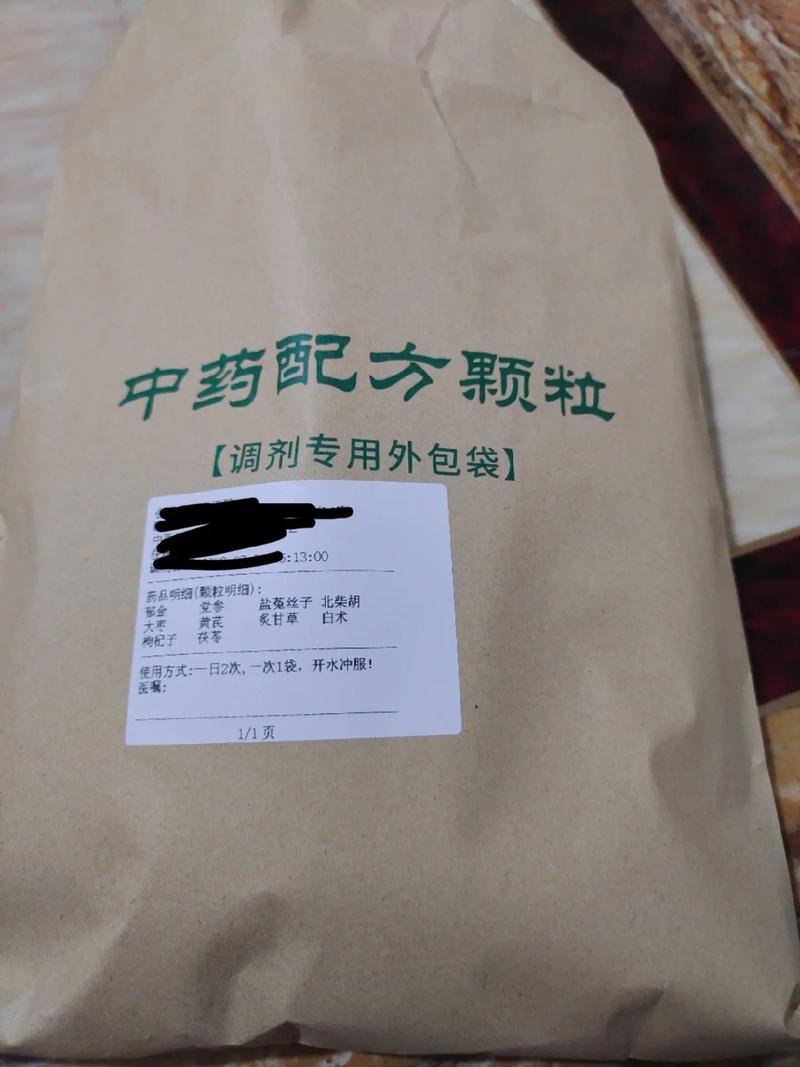 中药配方颗粒
【调剂专用外包袋】
:13:00
药品明细(颗粒明细):
郁金 党参 盐菟丝子 北柴胡
大枣 黄芪 炙甘草 白术
枸杞子 茯苓
使用方式:一日2次,一次1袋, 开水冲服!
医嘱:
1/1 页